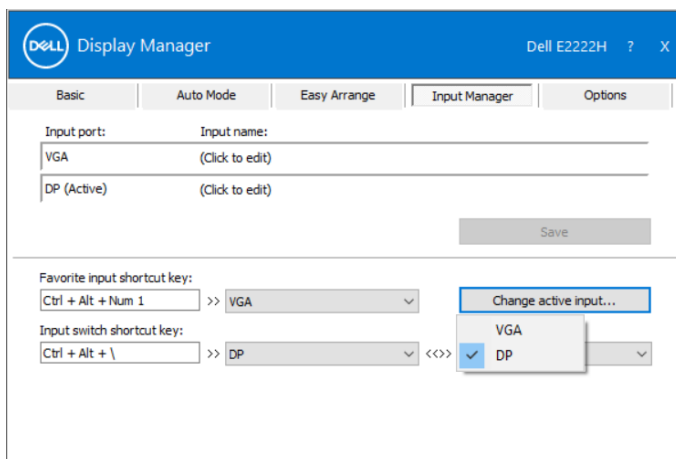 DELL Display Manager Dell E2222H ? X
Basic Auto Mode Easy Arrange Input Manager Options
Input port: Input name:
VGA (Click to edit)
DP (Active) (Click to edit)
Save
Favorite input shortcut key:
Ctrl + Alt + Num 1 >> VGA Change active input...
Input switch shortcut key:
VGA
Ctrl + Alt + \ >> DP <<>> DP